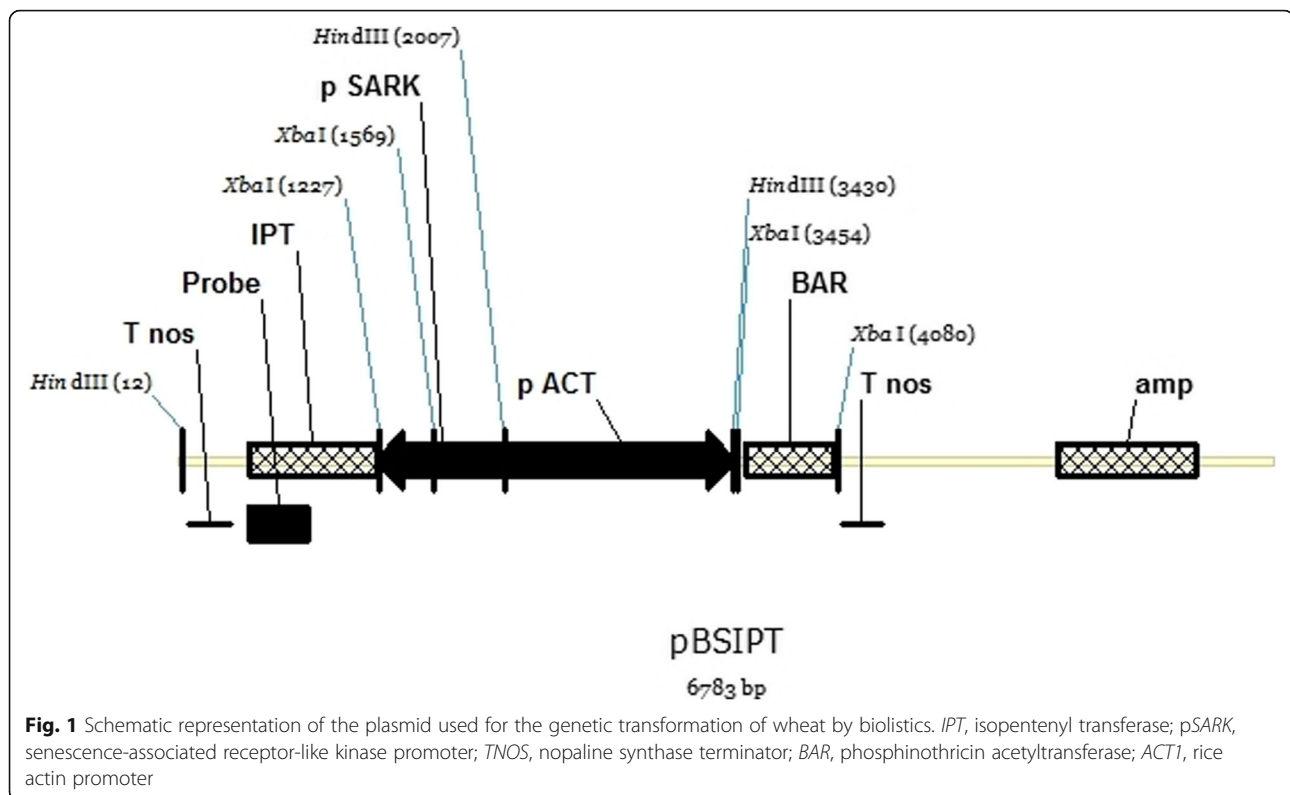 HindIII (2007)
p SARK
XbaI (1569)
XbaI (1227)
HindIII (3430)
IPT
XbaI (3454)
Probe
BAR
T nos
XbaI (4080)
HindIII (12)
p ACT
T nos
amp
pBSIPT
6783 bp
Fig. 1 Schematic representation of the plasmid used for the genetic transformation of wheat by biolistics. IPT, isopentenyl transferase; pSARK,
senescence-associated receptor-like kinase promoter; TNOS, nopaline synthase terminator; BAR, phosphinothricin acetyltransferase; ACT1, rice
actin promoter